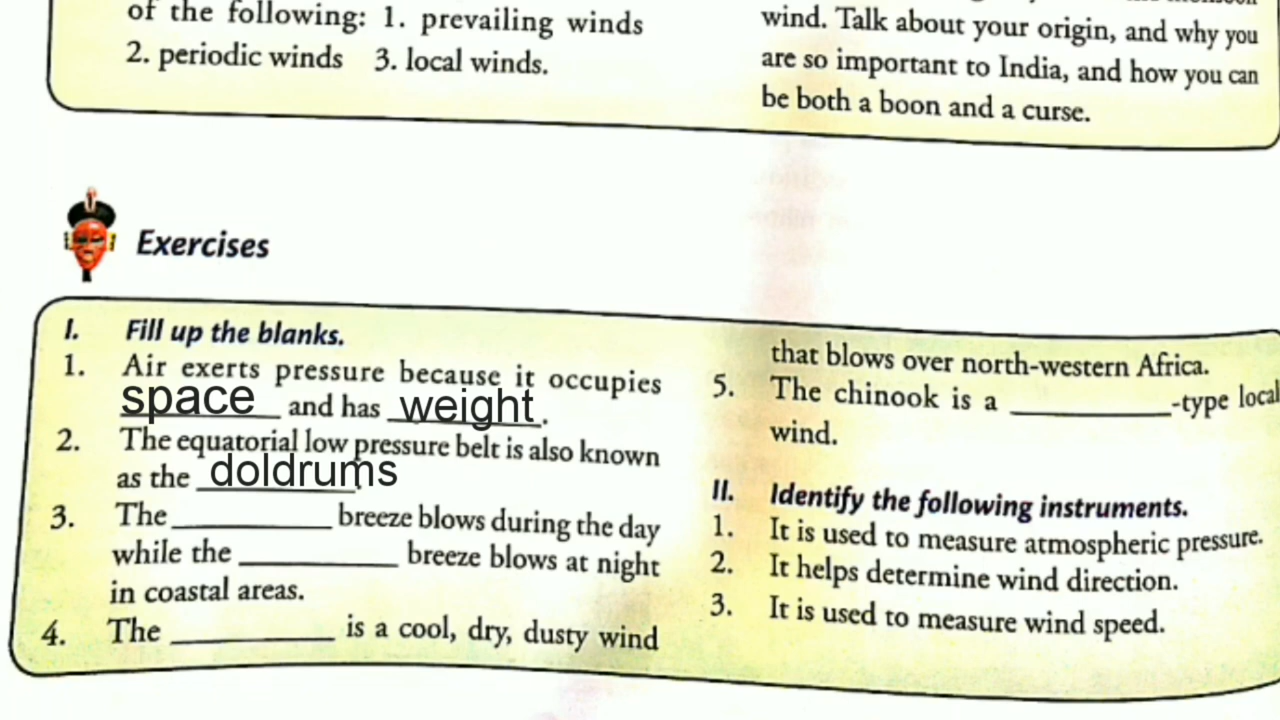 of the following: 1. prevailing winds
2. periodic winds 3. local winds.
wind. Talk about your origin, and why you
are so important to India, and how you can
be both a boon and a curse.
Exercises
I. Fill up the blanks.
1. Air exerts pressure because it occupies
space and has weight.
2. The equatorial low pressure belt is also known
as the doldrums.
3. The __________ breeze blows during the day
while the __________ breeze blows at night
in coastal areas.
4. The __________ is a cool, dry, dusty wind
that blows over north-western Africa.
5. The chinook is a __________-type local
wind.
II. Identify the following instruments.
1. It is used to measure atmospheric pressure.
2. It helps determine wind direction.
3. It is used to measure wind speed.